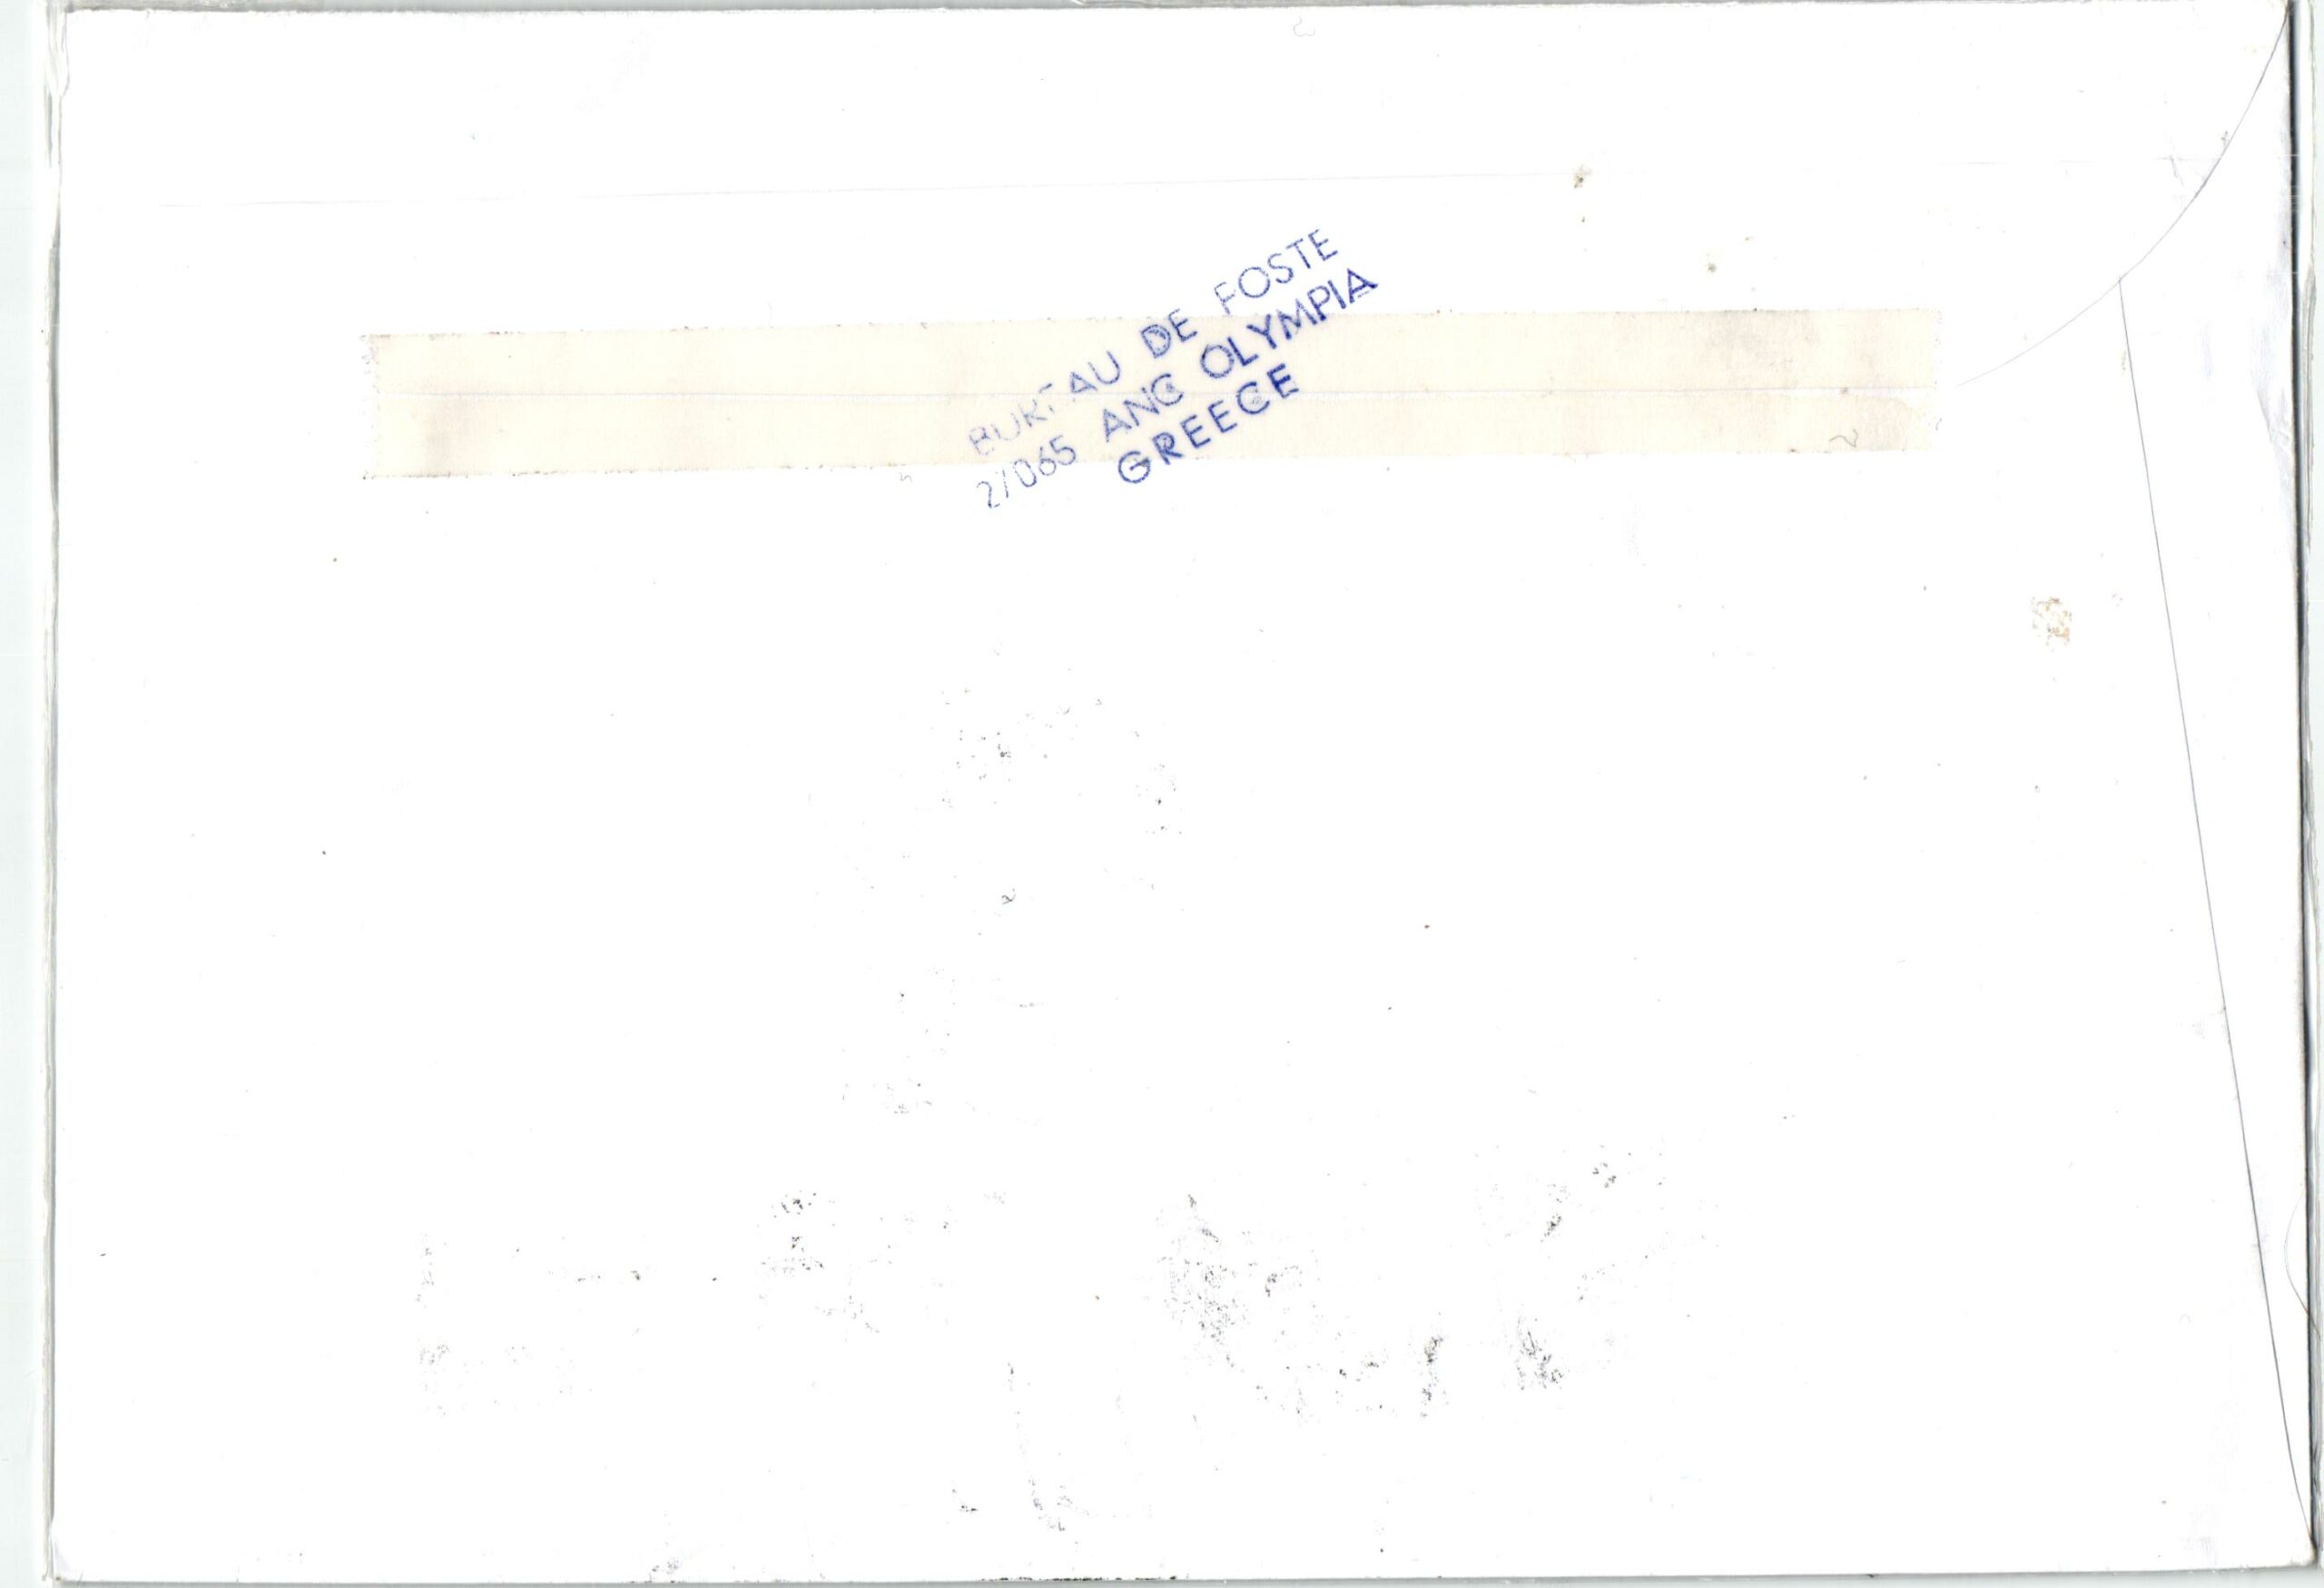 BUREAU DE POSTE
27065 ANC OLYMPIA
GREECE